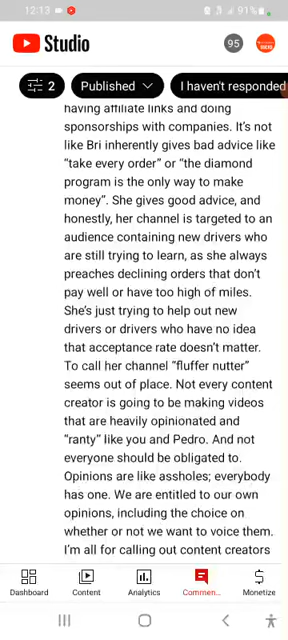 12:13
91%
Studio
95
2
Published
I haven't responded
having affiliate links and doing
sponsorships with companies. It's not
like Bri inherently gives bad advice like
"take every order" or "the diamond
program is the only way to make
money". She gives good advice, and
honestly, her channel is targeted to an
audience containing new drivers who
are still trying to learn, as she always
preaches declining orders that don't
pay well or have too high of miles.
She's just trying to help out new
drivers or drivers who have no idea
that acceptance rate doesn't matter.
To call her channel "fluffer nutter"
seems out of place. Not every content
creator is going to be making videos
that are heavily opinionated and
"ranty" like you and Pedro. And not
everyone should be obligated to.
Opinions are like assholes; everybody
has one. We are entitled to our own
opinions, including the choice on
whether or not we want to voice them.
I'm all for calling out content creators
Dashboard
Content
Analytics
Commen...
Monetize